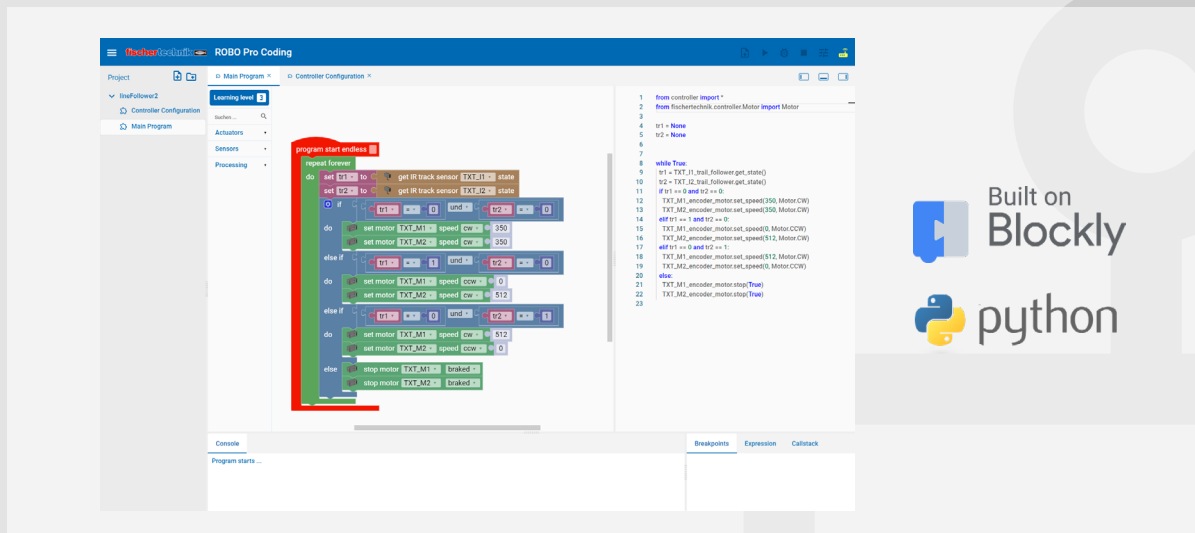 fischertechnik ROBO Pro Coding
Project
Main Program ×
Controller Configuration ×
lineFollower2
Controller Configuration
Main Program
Learning level 3
Suchen...
Actuators
Sensors
Processing
program start endless
repeat forever
do set tr1 to get IR track sensor TXT_I1 state
set tr2 to get IR track sensor TXT_I2 state
if tr1 = 0 und tr2 = 0
do set motor TXT_M1 speed cw 350
set motor TXT_M2 speed cw 350
else if tr1 = 1 und tr2 = 0
do set motor TXT_M1 speed ccw 0
set motor TXT_M2 speed cw 512
else if tr1 = 0 und tr2 = 1
do set motor TXT_M1 speed cw 512
set motor TXT_M2 speed ccw 0
else stop motor TXT_M1 braked
stop motor TXT_M2 braked
1 from controller import *
2 from fischertechnik.controller.Motor import Motor
3
4 tr1 = None
5 tr2 = None
6
7
8 while True:
9 tr1 = TXT_I1_trail_follower.get_state()
10 tr2 = TXT_I2_trail_follower.get_state()
11 if tr1 == 0 and tr2 == 0:
12 TXT_M1_encoder_motor.set_speed(350, Motor.CW)
13 TXT_M2_encoder_motor.set_speed(350, Motor.CW)
14 elif tr1 == 1 and tr2 == 0:
15 TXT_M1_encoder_motor.set_speed(0, Motor.CCW)
16 TXT_M2_encoder_motor.set_speed(512, Motor.CW)
17 elif tr1 == 0 and tr2 == 1:
18 TXT_M1_encoder_motor.set_speed(512, Motor.CW)
19 TXT_M2_encoder_motor.set_speed(0, Motor.CCW)
20 else:
21 TXT_M1_encoder_motor.stop(True)
22 TXT_M2_encoder_motor.stop(True)
23
Console
Program starts ...
Breakpoints Expression Callstack
Built on
Blockly
python